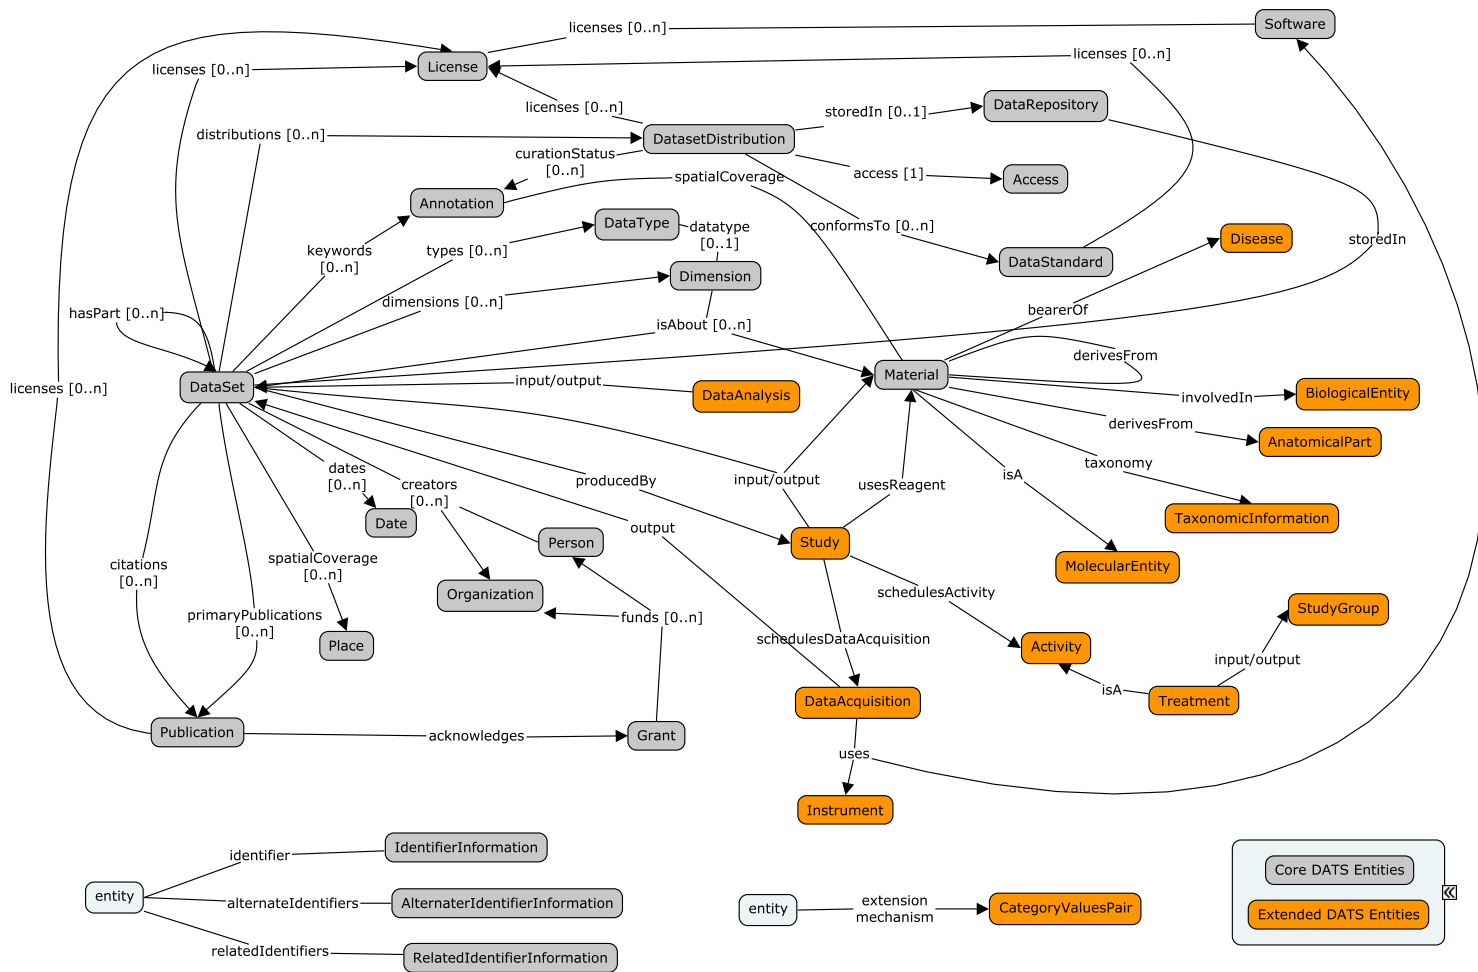 licenses [0..n]
Software
License
licenses [0..n]
licenses [0..n]
licenses [0..n]
storedIn [0..1]
DataRepository
distributions [0..n]
DatasetDistribution
curationStatus
[0..n]
access [1]
Access
spatialCoverage
Annotation
DataType
datatype
[0..1]
conformsTo [0..n]
Disease
storedIn
keywords
[0..n]
types [0..n]
DataStandard
Dimension
dimensions [0..n]
hasPart [0..n]
isAbout [0..n]
bearerOf
derivesFrom
licenses [0..n]
DataSet
input/output
Material
DataAnalysis
involvedIn
BiologicalEntity
derivesFrom
AnatomicalPart
dates
[0..n]
creators
[0..n]
producedBy
input/output
usesReagent
isA
taxonomy
Date
output
TaxonomicInformation
Person
Study
citations
[0..n]
spatialCoverage
[0..n]
MolecularEntity
Organization
schedulesActivity
primaryPublications
[0..n]
funds [0..n]
StudyGroup
Place
schedulesDataAcquisition
Activity
input/output
isA
Treatment
DataAcquisition
Publication
acknowledges
Grant
uses
Instrument
identifier
IdentifierInformation
entity
alternateIdentifiers
AlternaterIdentifierInformation
relatedIdentifiers
RelatedIdentifierInformation
entity
extension
mechanism
CategoryValuesPair
Core DATS Entities
Extended DATS Entities